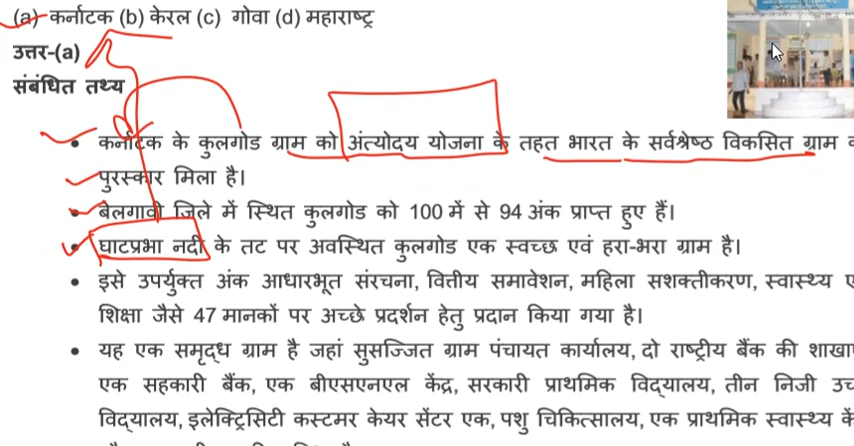 (a) कर्नाटक (b) केरल (c) गोवा (d) महाराष्ट्र
उत्तर-(a)
संबंधित तथ्य
• कर्नाटक के कुलगोड ग्राम को अंत्योदय योजना के तहत भारत के सर्वश्रेष्ठ विकसित ग्राम
पुरस्कार मिला है।
• बेलगावी जिले में स्थित कुलगोड को 100 में से 94 अंक प्राप्त हुए हैं।
• घाटप्रभा नदी के तट पर अवस्थित कुलगोड एक स्वच्छ एवं हरा-भरा ग्राम है।
• इसे उपर्युक्त अंक आधारभूत संरचना, वित्तीय समावेशन, महिला सशक्तीकरण, स्वास्थ्य
शिक्षा जैसे 47 मानकों पर अच्छे प्रदर्शन हेतु प्रदान किया गया है।
• यह एक समृद्ध ग्राम है जहां सुसज्जित ग्राम पंचायत कार्यालय, दो राष्ट्रीय बैंक की
एक सहकारी बैंक, एक बीएसएनएल केंद्र, सरकारी प्राथमिक विद्यालय, तीन निजी
विद्यालय, इलेक्ट्रिसिटी कस्टमर केयर सेंटर एक, पशु चिकित्सालय, एक प्राथमिक स्वास्थ्य